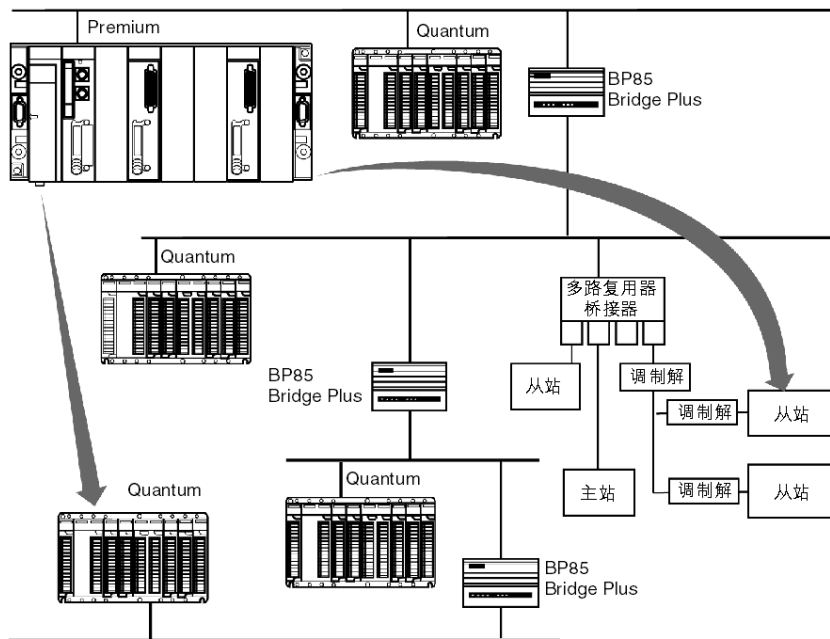 Premium
Quantum
BP85
Bridge Plus
Quantum
多路复用器
桥接器
BP85
Bridge Plus
从站
调制解
调制解
从站
Quantum
Quantum
主站
调制解
从站
BP85
Bridge Plus